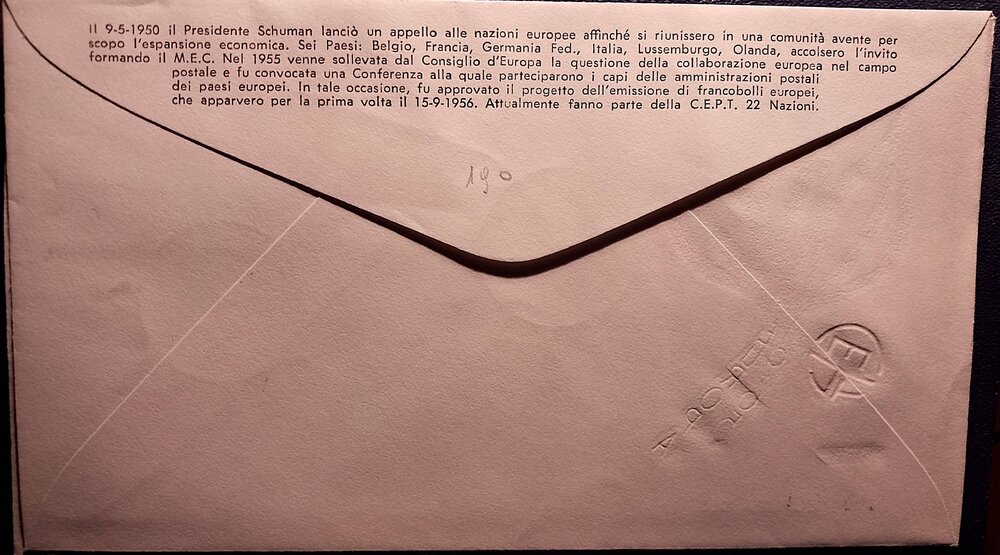 Il 9-5-1950 il Presidente Schuman lanciò un appello alle nazioni europee affinché si riunissero in una comunità avente per
scopo l'espansione economica. Sei Paesi: Belgio, Francia, Germania Fed., Italia, Lussemburgo, Olanda, accolsero l'invito
formando il M.E.C. Nel 1955 venne sollevata dal Consiglio d'Europa la questione della collaborazione europea nel campo
postale e fu convocata una Conferenza alla quale parteciparono i capi delle amministrazioni postali
dei paesi europei. In tale occasione, fu approvato il progetto dell'emissione di francobolli europei,
che apparvero per la prima volta il 15-9-1956. Attualmente fanno parte della C.E.P.T. 22 Nazioni.
190